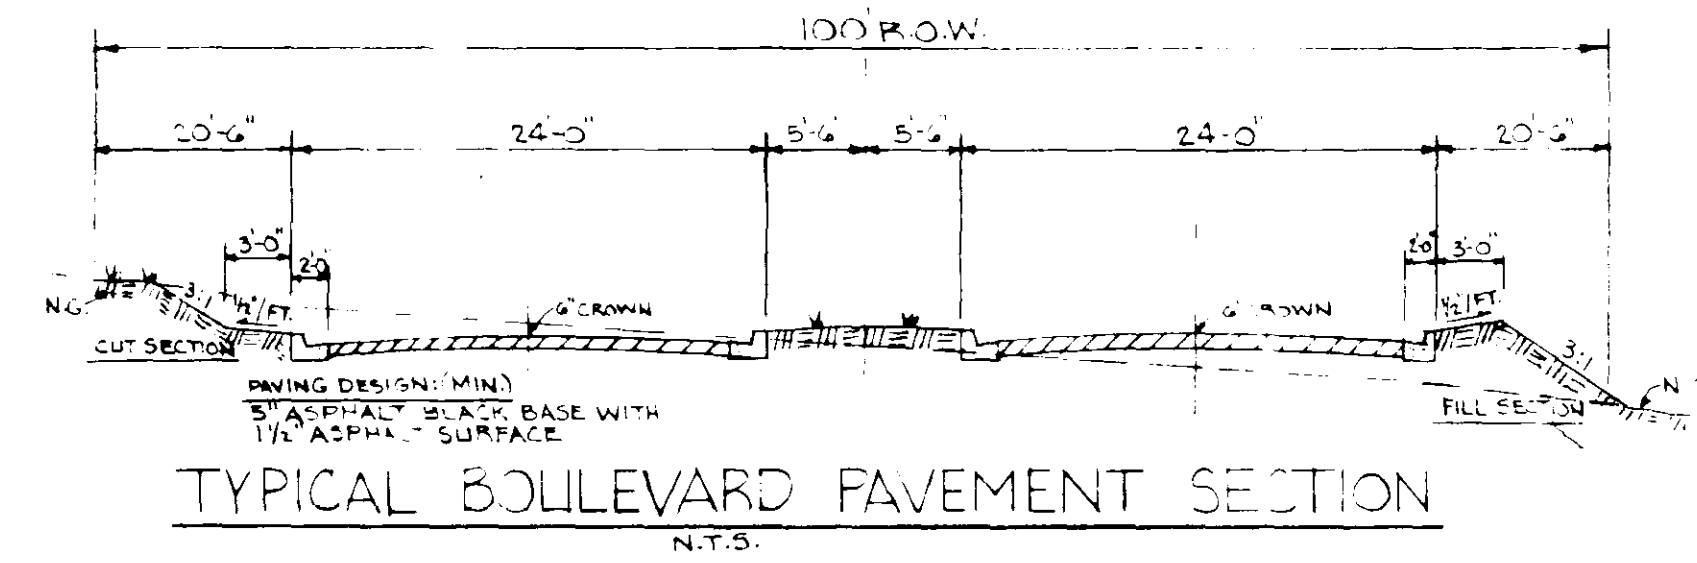 100' R.O.W.
20'-6" 24'-0" 5'-6" 5'-6" 24'-0" 20'-6"
3'-0" 2'-0" 2'-0" 3'-0"
N.G. 3:1 1/2"/FT. 6" CROWN 6" CROWN 1/2"/FT.
CUT SECTION 3:1
PAVING DESIGN: (MIN.) N
5" ASPHALT BLACK BASE WITH FILL SECTION
1 1/2" ASPHALT SURFACE
TYPICAL BOULEVARD PAVEMENT SECTION
N.T.S.